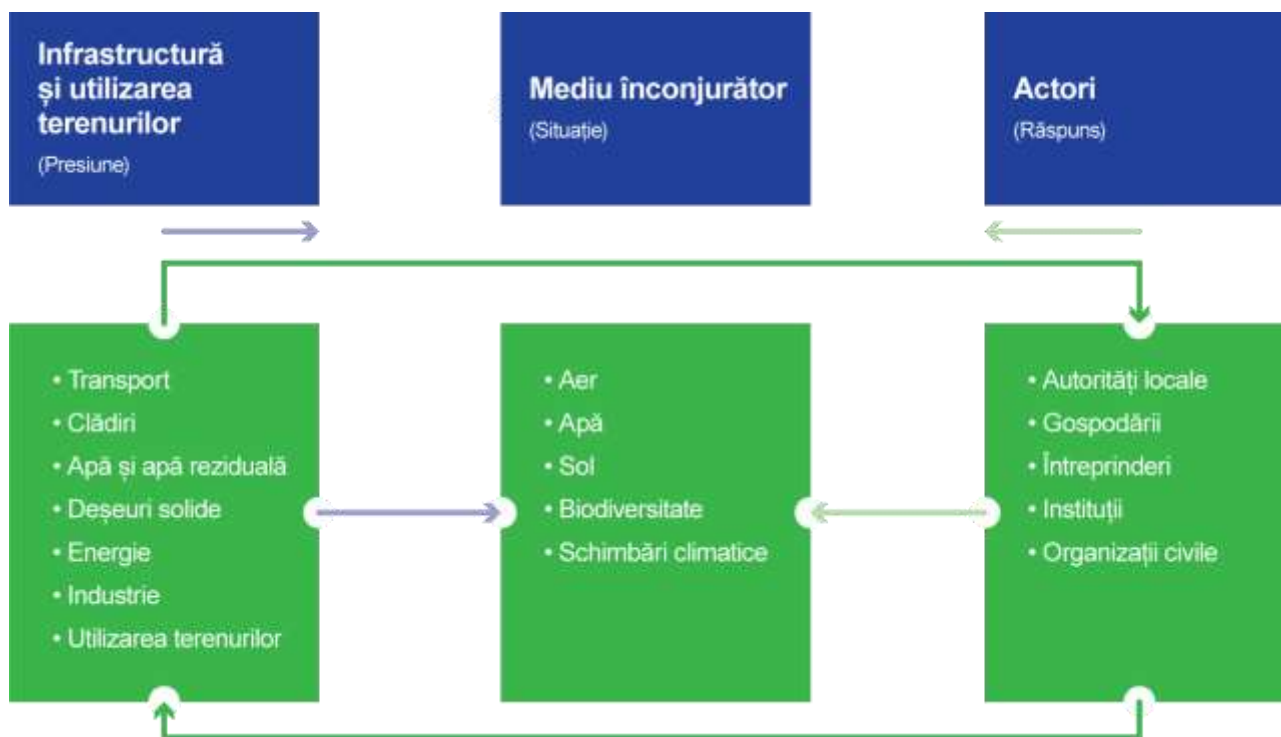 Infrastructură
și utilizarea
terenurilor
(Presiune)
Mediu înconjurător
(Situație)
Actori
(Răspuns)
• Transport
• Clădiri
• Apă și apă reziduală
• Deșeuri solide
• Energie
• Industrie
• Utilizarea terenurilor
• Aer
• Apă
• Sol
• Biodiversitate
• Schimbări climatice
• Autorități locale
• Gospodării
• Întreprinderi
• Instituții
• Organizații civile